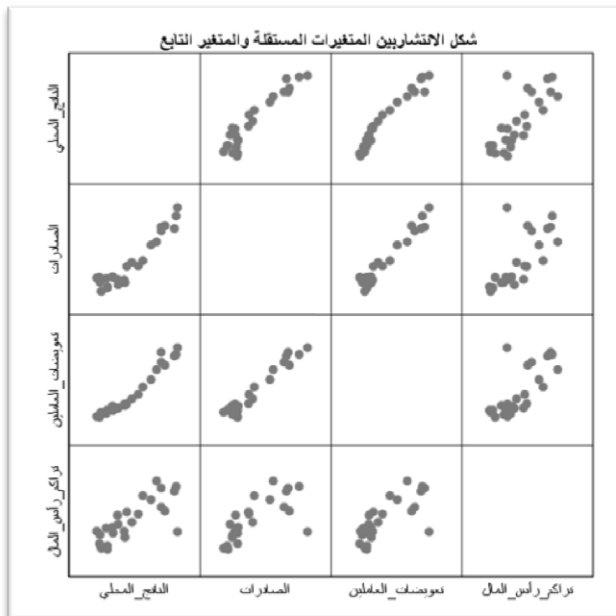 شكل الانتشاربين المتغيرات المستقلة والمتغير التابع
الناتج_المحلي
الصادرات
تعويضات_العاملين
تراكم_رأس_المال
الناتج_المحلي
الصادرات
تعويضات_العاملين
تراكم_رأس_المال